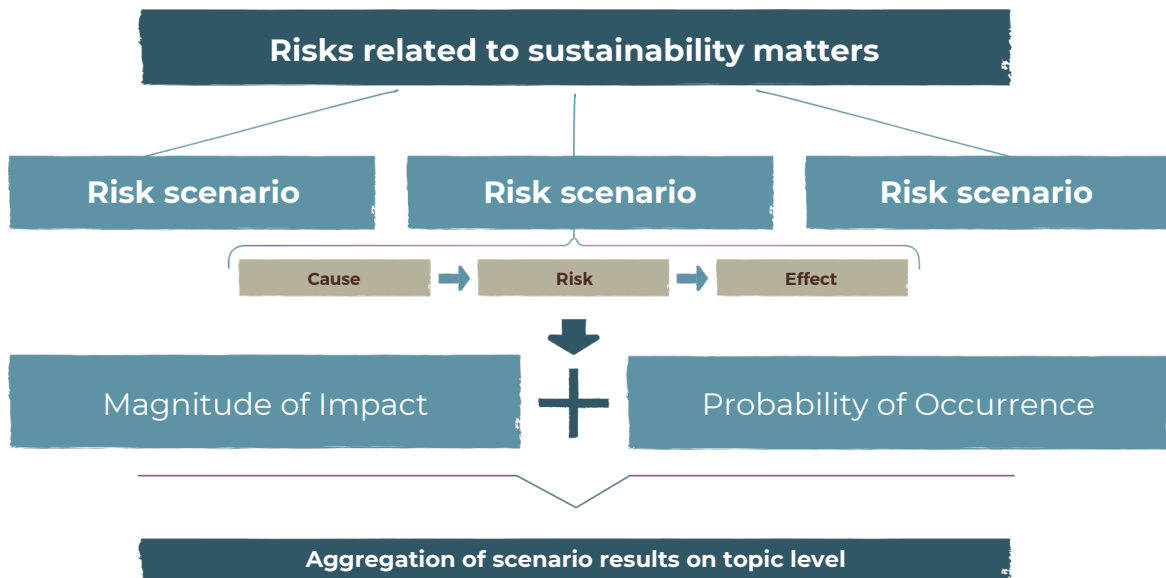 Risks related to sustainability matters
Risk scenario
Risk scenario
Risk scenario
Cause
Risk
Effect
Magnitude of Impact
Probability of Occurrence
Aggregation of scenario results on topic level